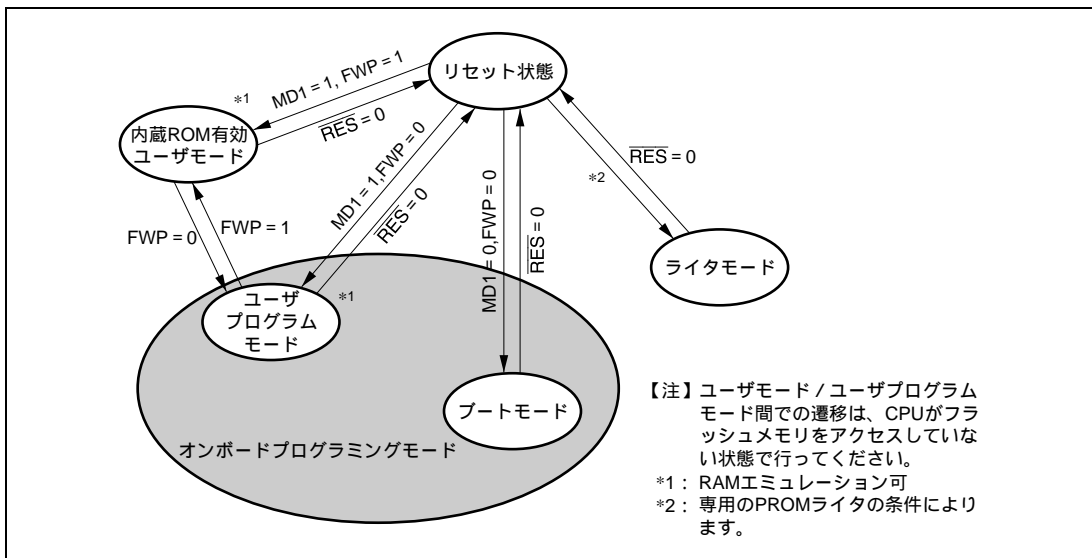 リセット状態
MD1 = 1, FWP = 1
RES = 0
*1
内蔵ROM有効
ユーザモード
MD1 = 1,FWP = 0
RES = 0
MD1 = 0,FWP = 0
RES = 0
RES = 0
*2
FWP = 0
FWP = 1
ライタモード
ユーザ
プログラム
モード
*1
ブートモード
オンボードプログラミングモード
【注】ユーザモード / ユーザプログラム
モード間での遷移は、CPUがフラ
ッシュメモリをアクセスしていな
い状態で行ってください。
*1： RAMエミュレーション可
*2： 専用のPROMライタの条件により
ます。